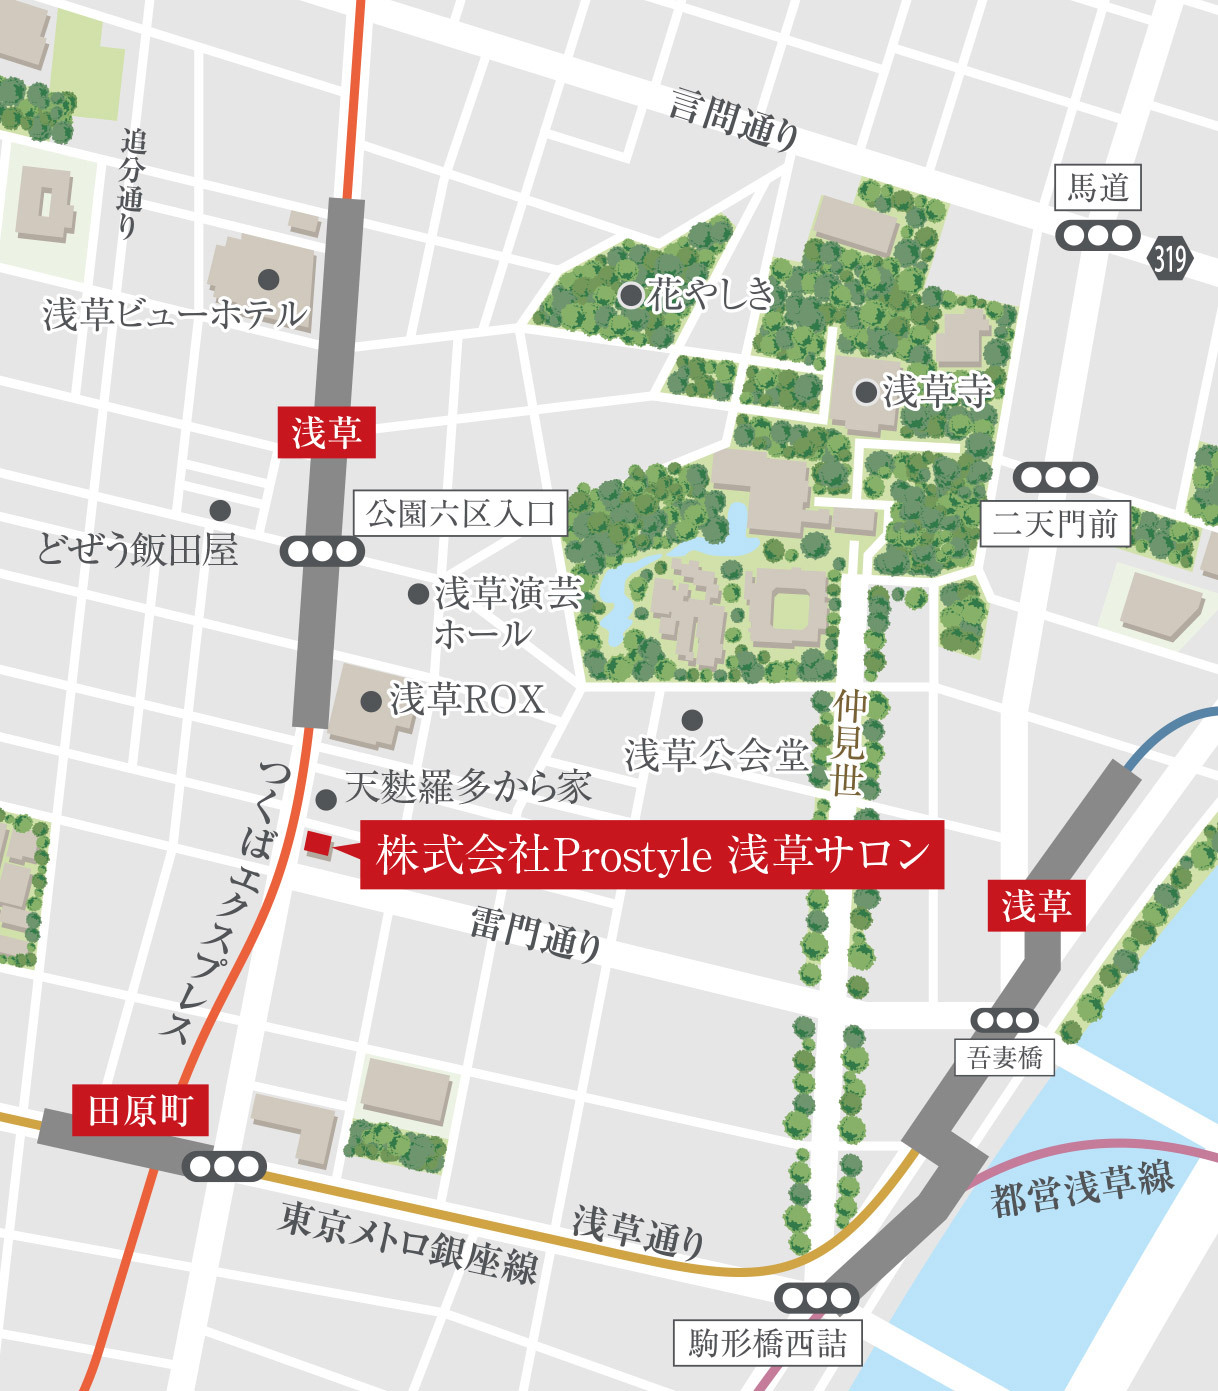 言問通り
追分通り
馬道
319
浅草ビューホテル
花やしき
浅草寺
浅草
公園六区入口
二天門前
どぜう飯田屋
浅草演芸
ホール
浅草ROX
仲見世
浅草公会堂
つくばエクスプレス
天麩羅多から家
株式会社Prostyle 浅草サロン
浅草
雷門通り
吾妻橋
田原町
都営浅草線
東京メトロ銀座線
浅草通り
駒形橋西詰